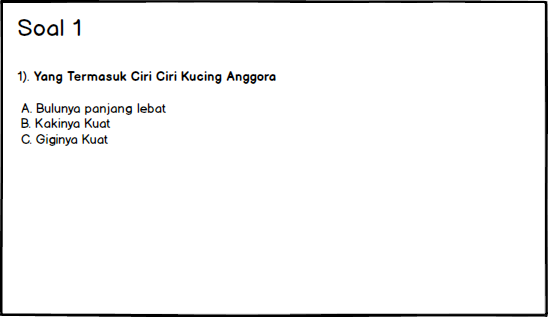 Soal 1
1). Yang Termasuk Ciri Ciri Kucing Anggora
A. Bulunya panjang lebat
B. Kakinya Kuat
C. Giginya Kuat